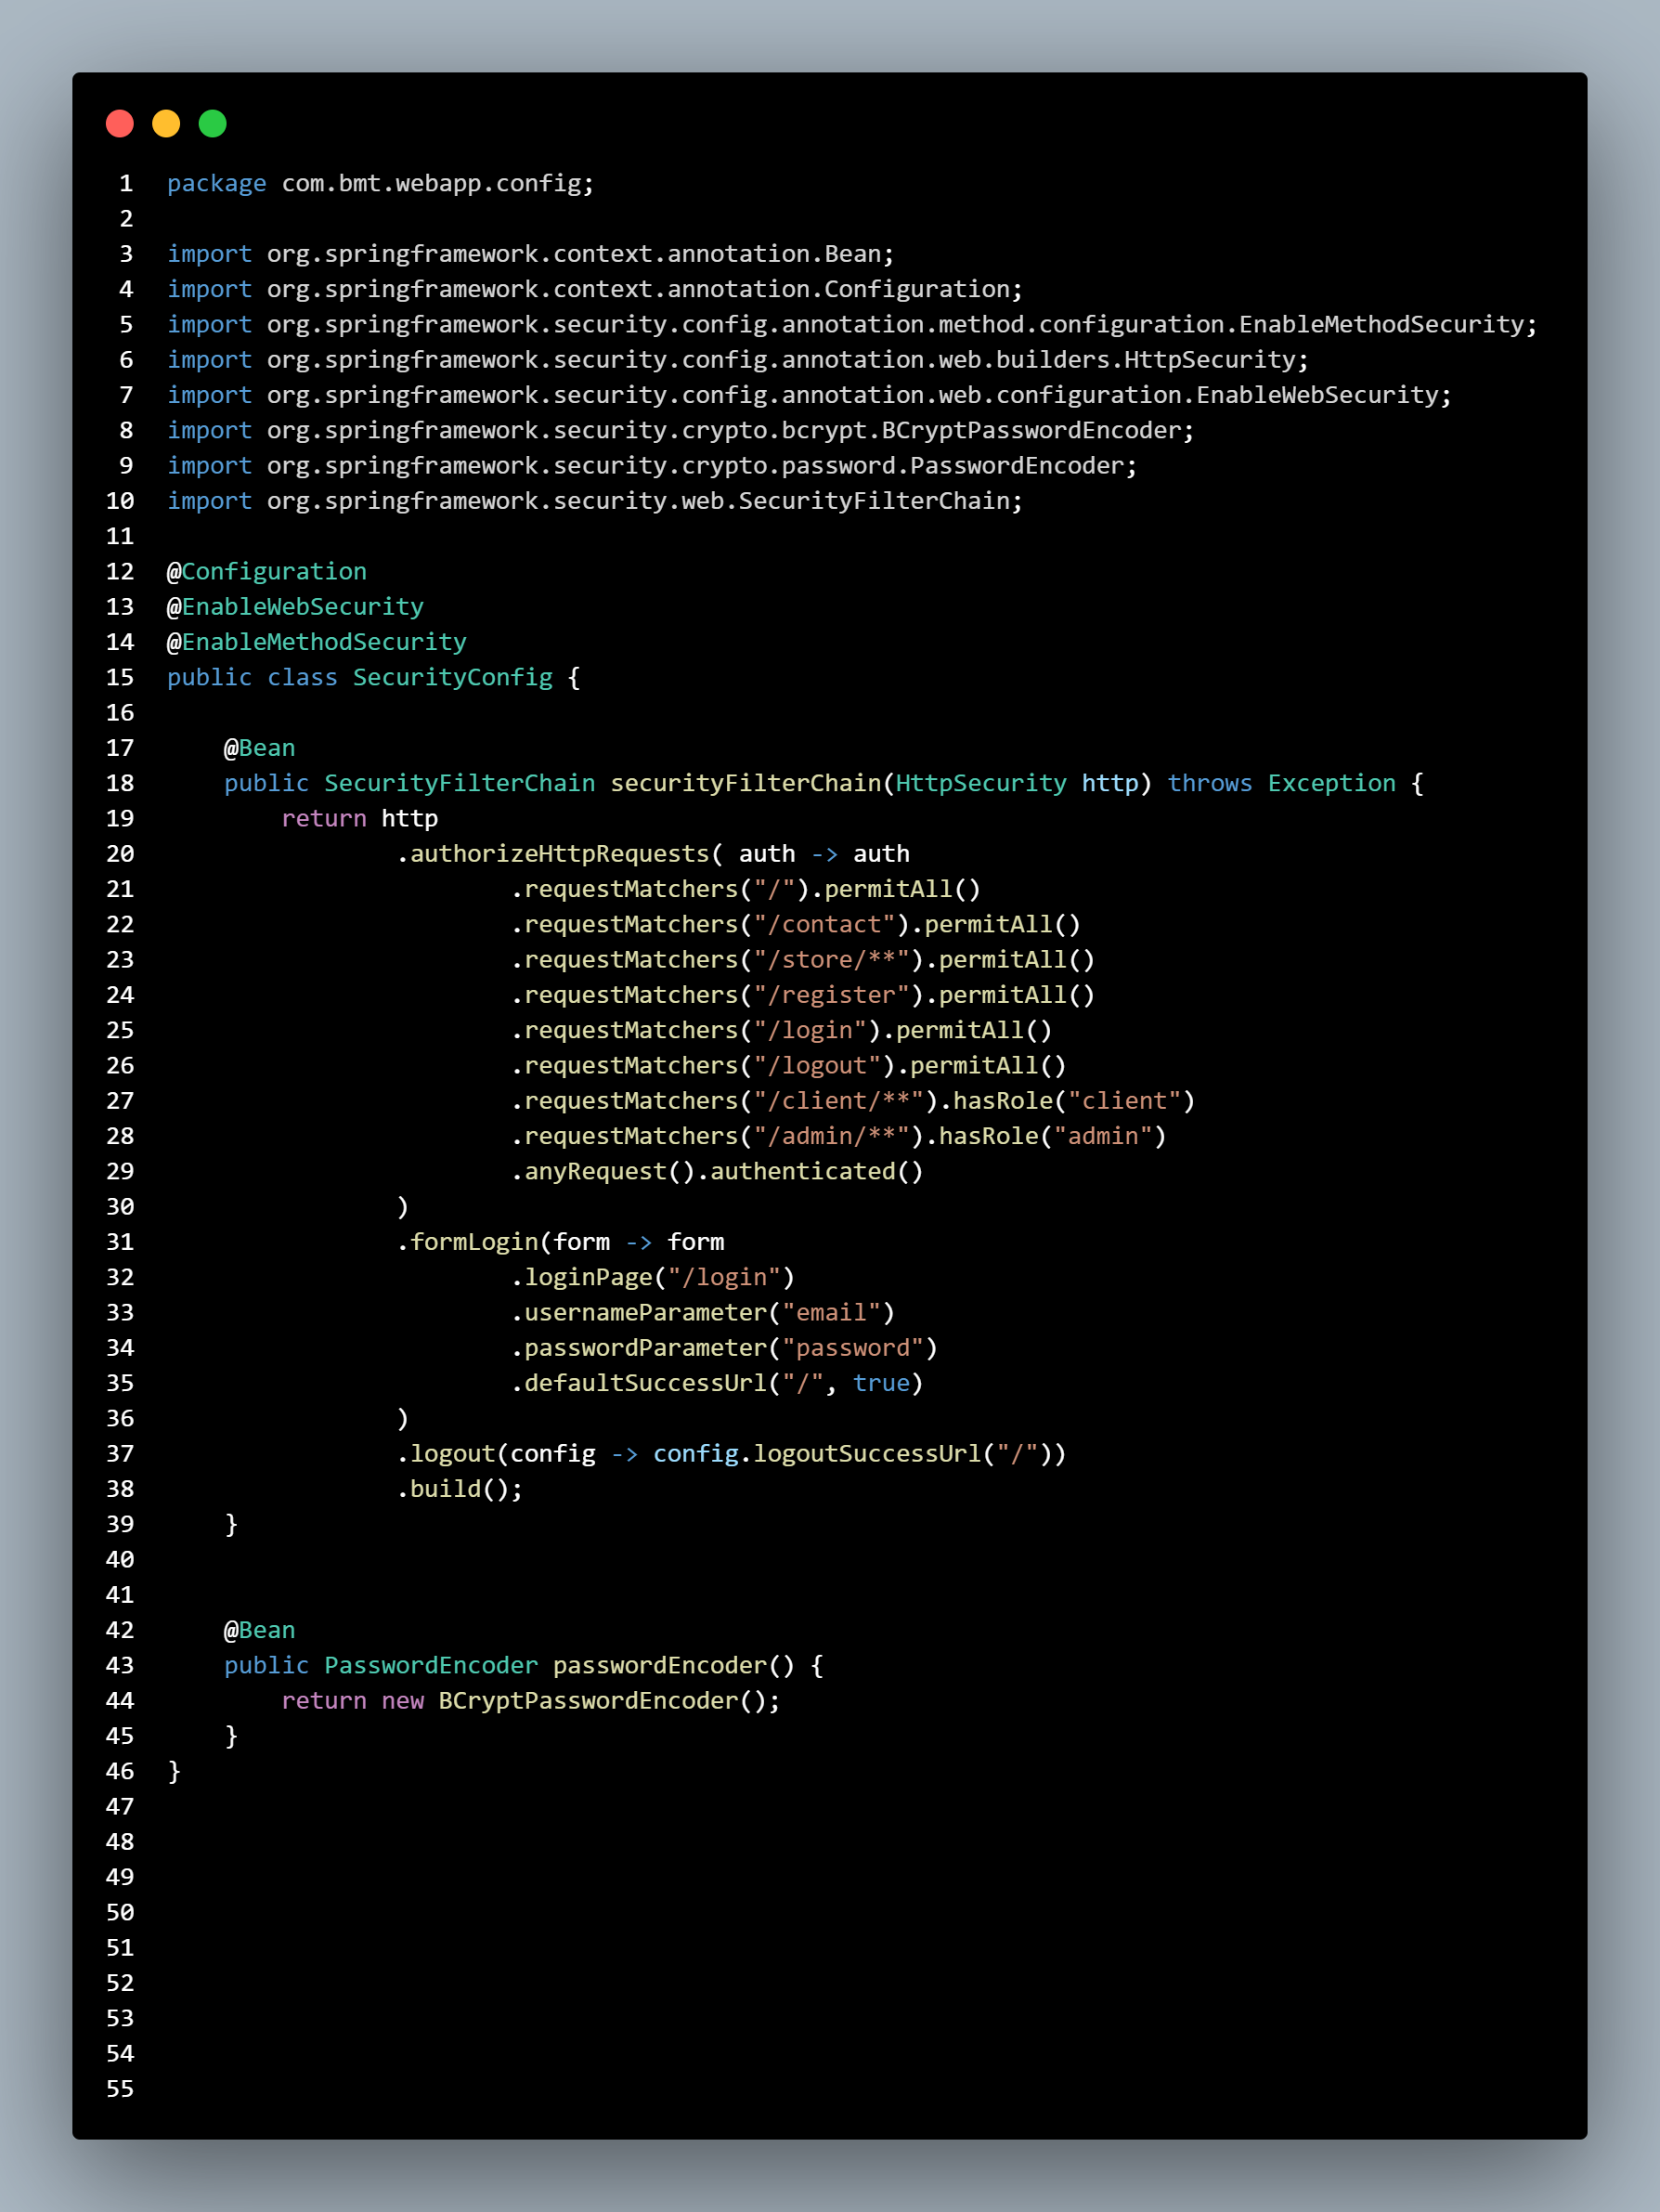 1 package com.bmt.webapp.config;
2
3 import org.springframework.context.annotation.Bean;
4 import org.springframework.context.annotation.Configuration;
5 import org.springframework.security.config.annotation.method.configuration.EnableMethodSecurity;
6 import org.springframework.security.config.annotation.web.builders.HttpSecurity;
7 import org.springframework.security.config.annotation.web.configuration.EnableWebSecurity;
8 import org.springframework.security.crypto.bcrypt.BCryptPasswordEncoder;
9 import org.springframework.security.crypto.password.PasswordEncoder;
10 import org.springframework.security.web.SecurityFilterChain;
11
12 @Configuration
13 @EnableWebSecurity
14 @EnableMethodSecurity
15 public class SecurityConfig {
16
17     @Bean
18     public SecurityFilterChain securityFilterChain(HttpSecurity http) throws Exception {
19         return http
20                 .authorizeHttpRequests( auth -> auth
21                         .requestMatchers("/").permitAll()
22                         .requestMatchers("/contact").permitAll()
23                         .requestMatchers("/store/**").permitAll()
24                         .requestMatchers("/register").permitAll()
25                         .requestMatchers("/login").permitAll()
26                         .requestMatchers("/logout").permitAll()
27                         .requestMatchers("/client/**").hasRole("client")
28                         .requestMatchers("/admin/**").hasRole("admin")
29                         .anyRequest().authenticated()
30                 )
31                 .formLogin(form -> form
32                         .loginPage("/login")
33                         .usernameParameter("email")
34                         .passwordParameter("password")
35                         .defaultSuccessUrl("/", true)
36                 )
37                 .logout(config -> config.logoutSuccessUrl("/"))
38                 .build();
39     }
40
41
42     @Bean
43     public PasswordEncoder passwordEncoder() {
44         return new BCryptPasswordEncoder();
45     }
46 }
47
48
49
50
51
52
53
54
55